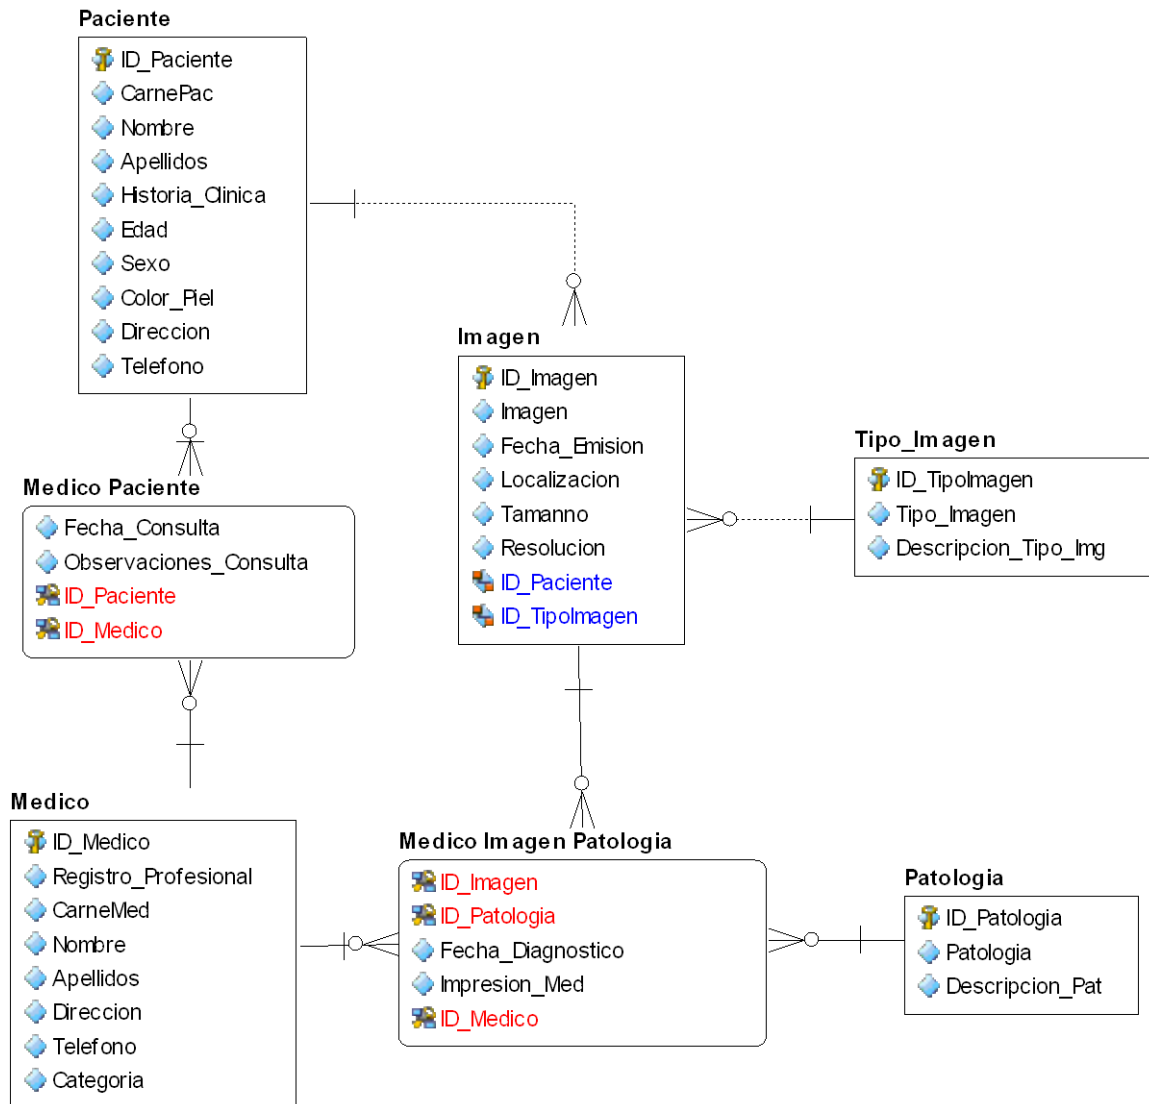 Paciente
ID_Paciente
CarnePac
Nombre
Apellidos
Historia_Clinica
Edad
Sexo
Color_Piel
Direccion
Telefono
Imagen
ID_Imagen
Imagen
Fecha_Emision
Localizacion
Tamanno
Resolucion
ID_Paciente
ID_TipoImagen
Tipo_Imagen
ID_TipoImagen
Tipo_Imagen
Descripcion_Tipo_Img
Medico Paciente
Fecha_Consulta
Observaciones_Consulta
ID_Paciente
ID_Medico
Medico
ID_Medico
Registro_Profesional
CarneMed
Nombre
Apellidos
Direccion
Telefono
Categoria
Medico Imagen Patologia
ID_Imagen
ID_Patologia
Fecha_Diagnostico
Impresion_Med
ID_Medico
Patologia
ID_Patologia
Patologia
Descripcion_Pat